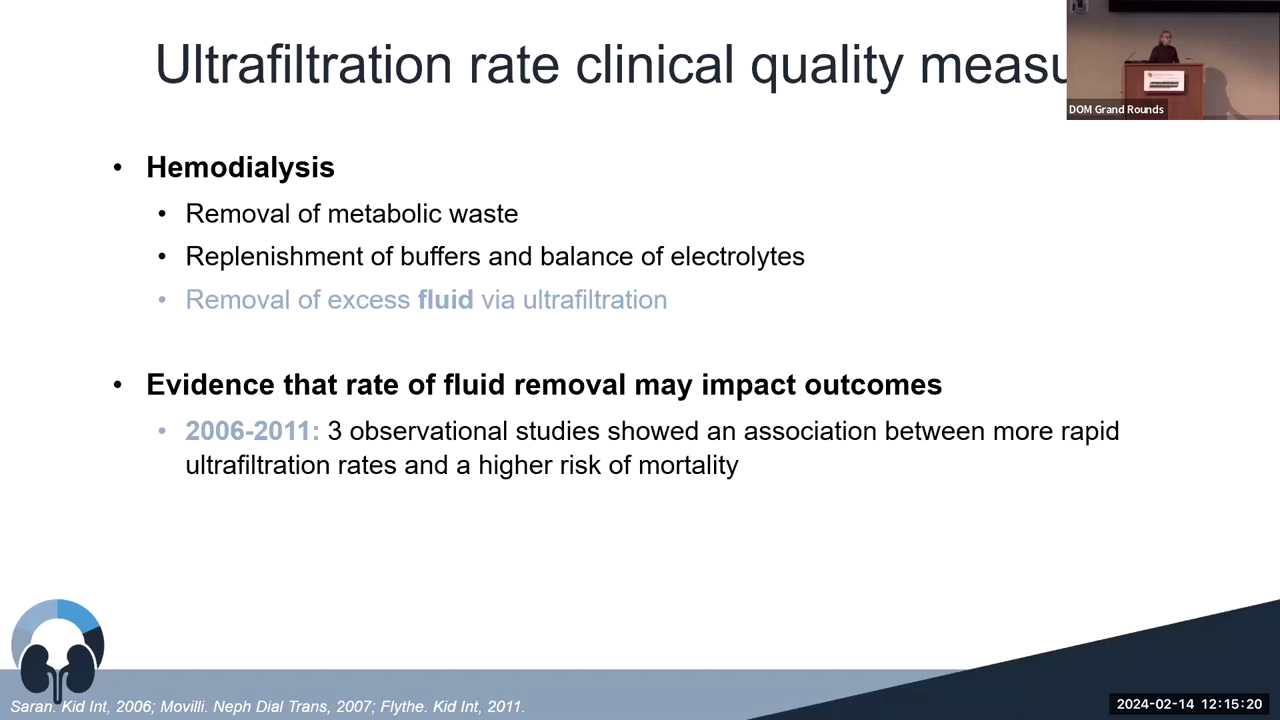 Ultrafiltration rate clinical quality measu
DOM Grand Rounds
• Hemodialysis
• Removal of metabolic waste
• Replenishment of buffers and balance of electrolytes
• Removal of excess fluid via ultrafiltration
• Evidence that rate of fluid removal may impact outcomes
• 2006-2011: 3 observational studies showed an association between more rapid
ultrafiltration rates and a higher risk of mortality
Saran. Kid Int, 2006; Movilli. Neph Dial Trans, 2007; Flythe. Kid Int, 2011.
2024-02-14 12:15:20